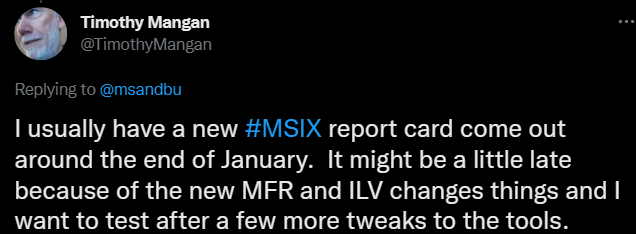 Timothy Mangan
@TimothyMangan
Replying to @msandbu
I usually have a new #MSIX report card come out
around the end of January.  It might be a little late
because of the new MFR and ILV changes things and I
want to test after a few more tweaks to the tools.